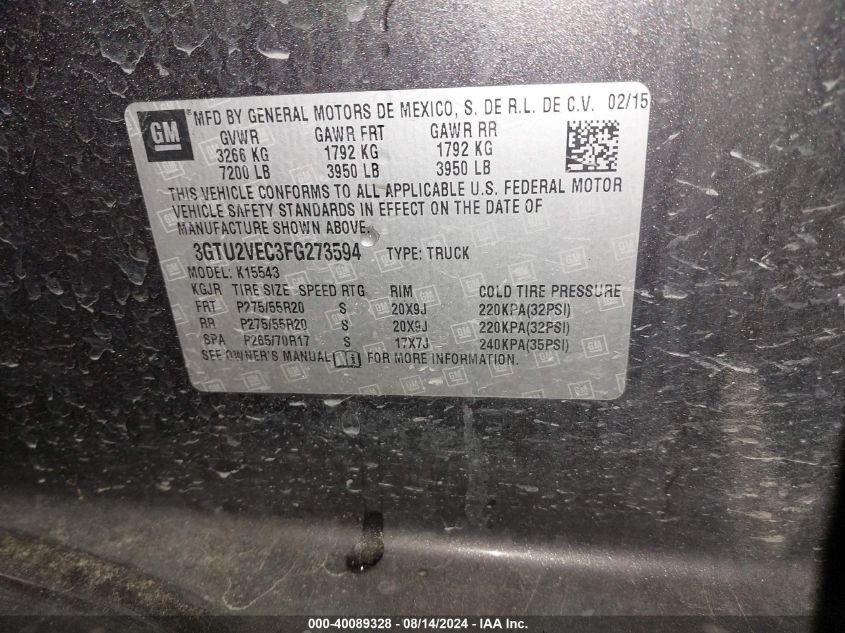 GM
® MFD BY GENERAL MOTORS DE MEXICO, S. DE R.L. DE C.V. 02/15
GVWR GAWR FRT GAWR RR
3266 KG 1792 KG 1792 KG
7200 LB 3950 LB 3950 LB
THIS VEHICLE CONFORMS TO ALL APPLICABLE U.S. FEDERAL MOTOR
VEHICLE SAFETY STANDARDS IN EFFECT ON THE DATE OF
MANUFACTURE SHOWN ABOVE.
3GTU2VEC3FG273594 TYPE: TRUCK
MODEL: K15543
KGJR TIRE SIZE SPEED RTG RIM COLD TIRE PRESSURE
FRT P275/55R20 S 20X9J 220KPA(32PSI)
RR P275/55R20 S 20X9J 220KPA(32PSI)
SPA P265/70R17 S 17X7J 240KPA(35PSI)
SEE OWNER'S MANUAL FOR MORE INFORMATION.
000-40089328 - 08/14/2024 - IAA Inc.